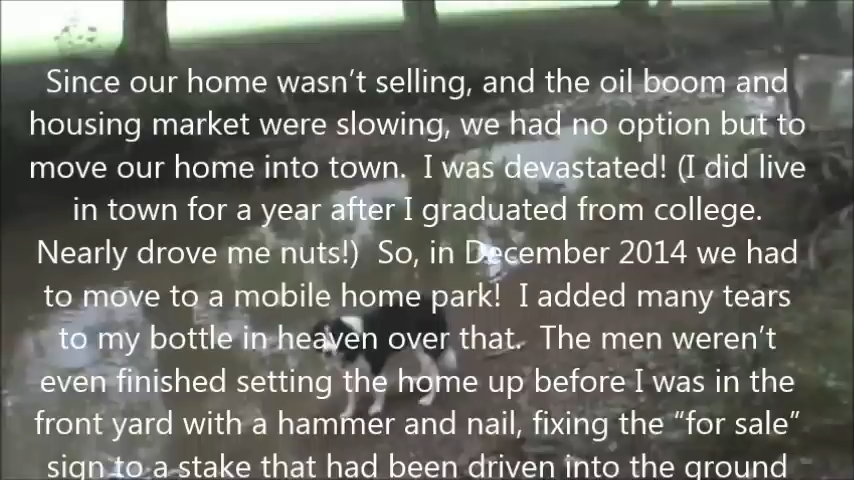 Since our home wasn’t selling, and the oil boom and
housing market were slowing, we had no option but to
move our home into town.  I was devastated! (I did live
in town for a year after I graduated from college.
Nearly drove me nuts!)  So, in December 2014 we had
to move to a mobile home park!  I added many tears
to my bottle in heaven over that.  The men weren’t
even finished setting the home up before I was in the
front yard with a hammer and nail, fixing the “for sale”
sign to a stake that had been driven into the ground